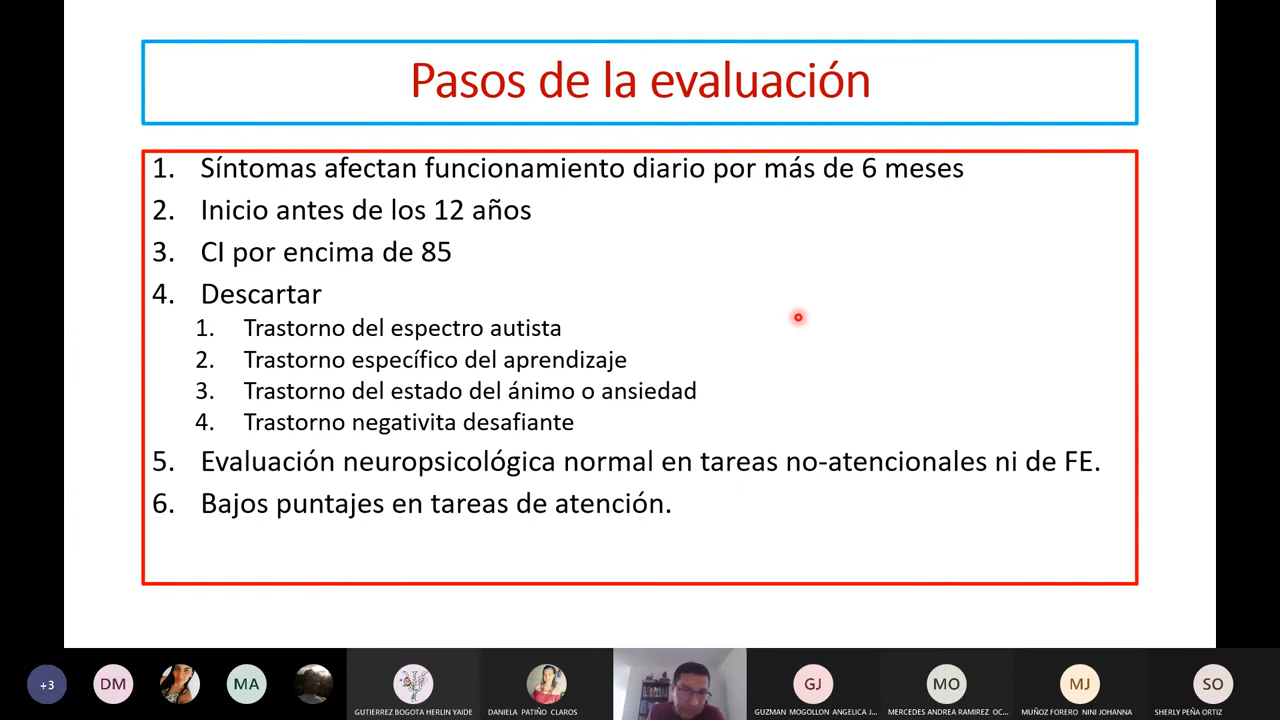 Pasos de la evaluación
1. Síntomas afectan funcionamiento diario por más de 6 meses
2. Inicio antes de los 12 años
3. CI por encima de 85
4. Descartar
1. Trastorno del espectro autista
2. Trastorno específico del aprendizaje
3. Trastorno del estado del ánimo o ansiedad
4. Trastorno negativita desafiante
5. Evaluación neuropsicológica normal en tareas no-atencionales ni de FE.
6. Bajos puntajes en tareas de atención.
+3
DM
MA
GJ
MO
MJ
SO
GUTIERREZ BOGOTA HERLIN YAIDE
DANIELA PATIÑO CLAROS
GUZMAN MOGOLLON ANGELICA J...
MERCEDES ANDREA RAMIREZ OC...
MUÑOZ FORERO NINI JOHANNA
SHERLY PEÑA ORTIZ